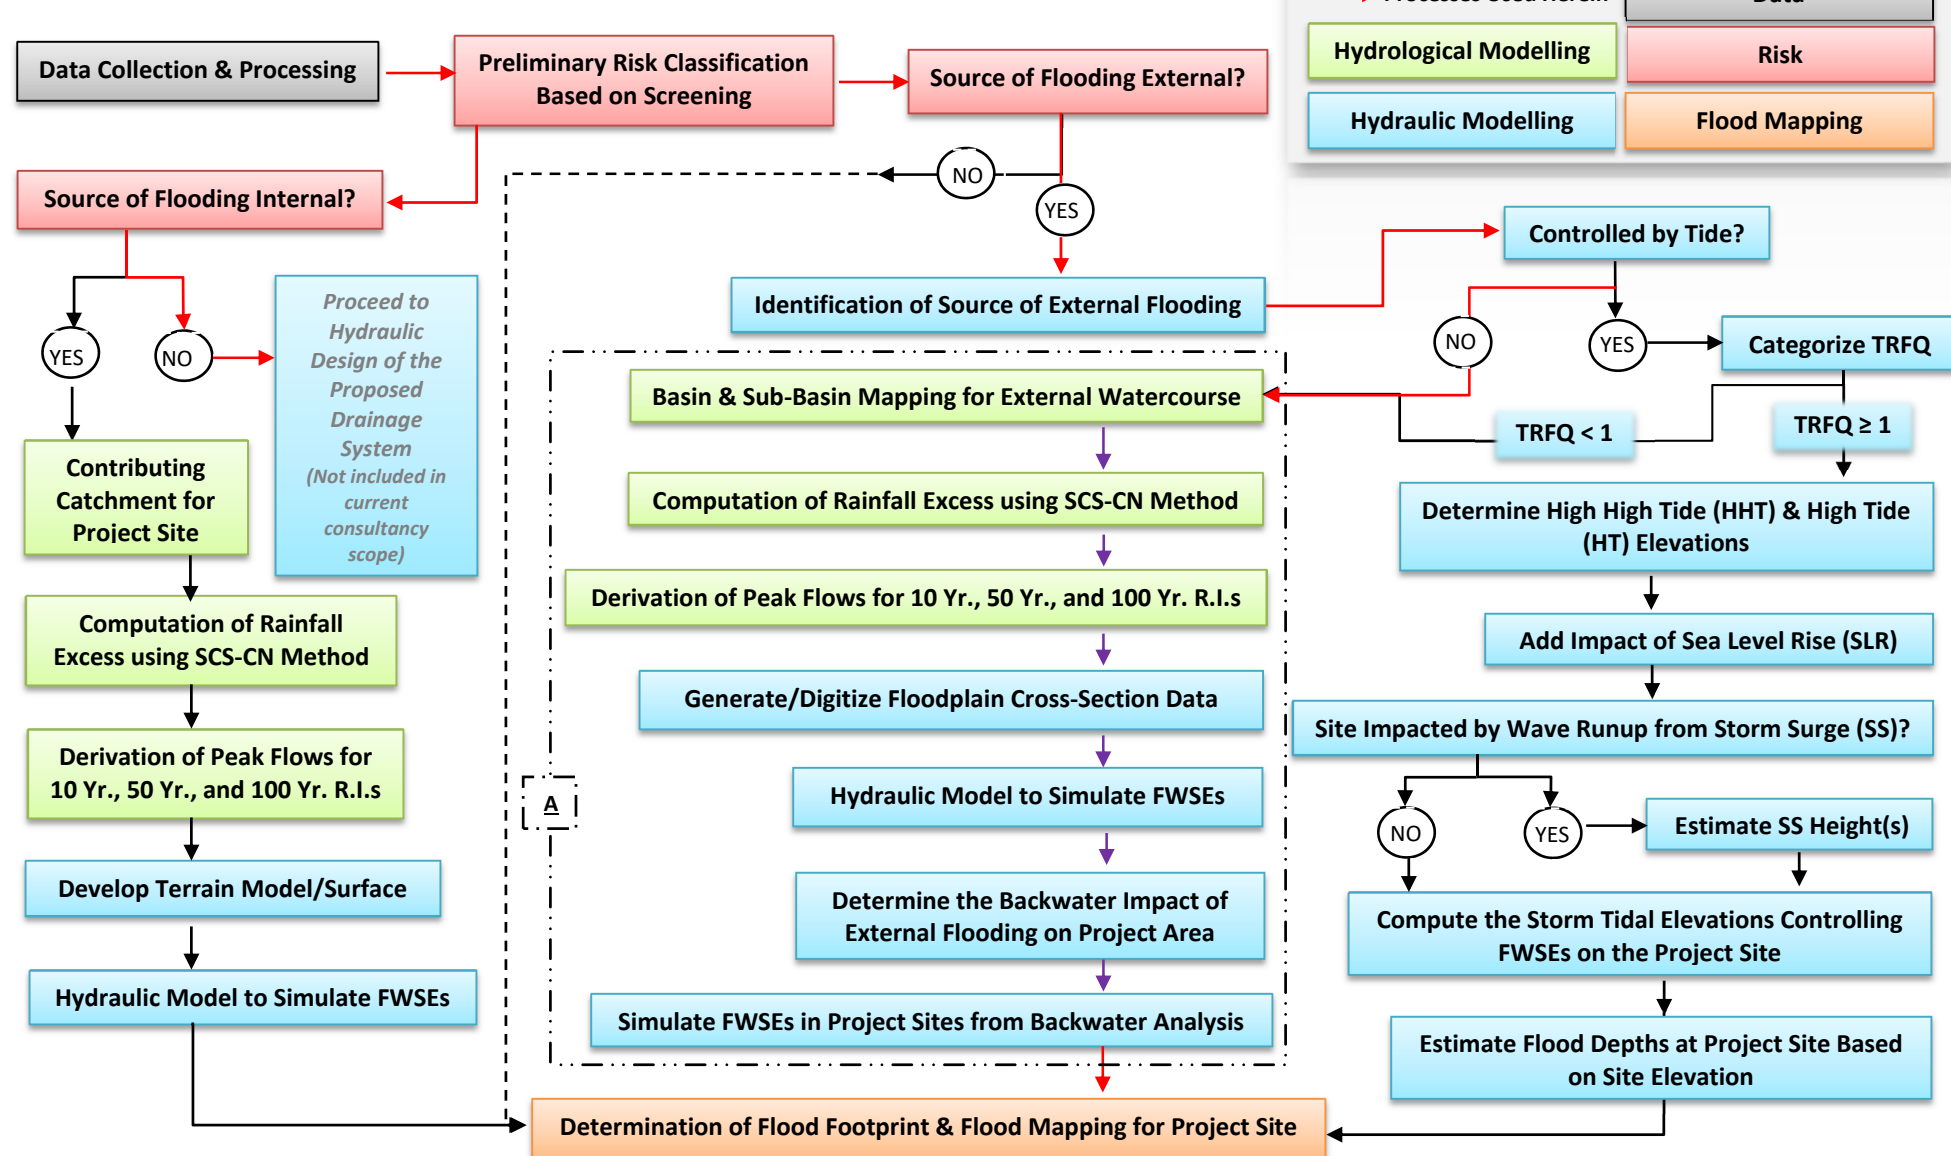 Processes Used Herein
Data
Hydrological Modelling
Risk
Hydraulic Modelling
Flood Mapping
Data Collection & Processing
Preliminary Risk Classification
Based on Screening
Source of Flooding External?
NO
YES
Source of Flooding Internal?
YES
NO
Proceed to
Hydraulic
Design of the
Proposed
Drainage
System
(Not included in
current
consultancy
scope)
Contributing
Catchment for
Project Site
Computation of Rainfall
Excess using SCS-CN Method
Derivation of Peak Flows for
10 Yr., 50 Yr., and 100 Yr. R.I.s
Develop Terrain Model/Surface
Hydraulic Model to Simulate FWSEs
Identification of Source of External Flooding
A
Basin & Sub-Basin Mapping for External Watercourse
Computation of Rainfall Excess using SCS-CN Method
Derivation of Peak Flows for 10 Yr., 50 Yr., and 100 Yr. R.I.s
Generate/Digitize Floodplain Cross-Section Data
Hydraulic Model to Simulate FWSEs
Determine the Backwater Impact of
External Flooding on Project Area
Simulate FWSEs in Project Sites from Backwater Analysis
Controlled by Tide?
NO
YES
Categorize TRFQ
TRFQ < 1
TRFQ ≥ 1
Determine High High Tide (HHT) & High Tide
(HT) Elevations
Add Impact of Sea Level Rise (SLR)
Site Impacted by Wave Runup from Storm Surge (SS)?
NO
YES
Estimate SS Height(s)
Compute the Storm Tidal Elevations Controlling
FWSEs on the Project Site
Estimate Flood Depths at Project Site Based
on Site Elevation
Determination of Flood Footprint & Flood Mapping for Project Site